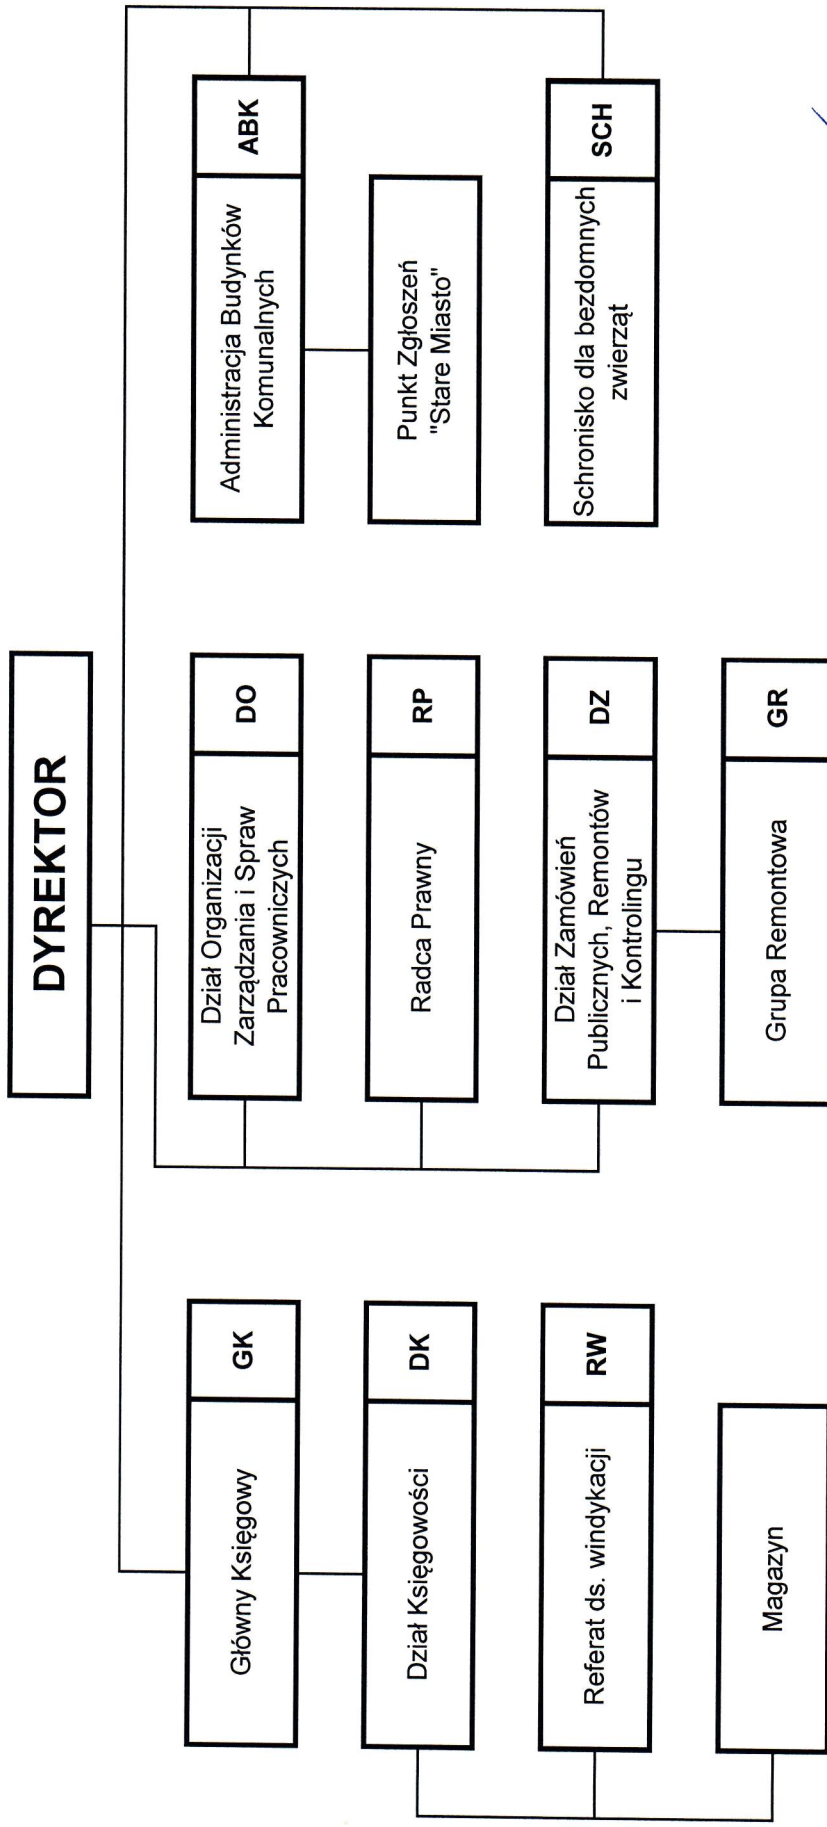 DYREKTOR
Główny Księgowy
GK
Dział Księgowości
DK
Referat ds. windykacji
RW
Magazyn
Dział Organizacji
Zarządzania i Spraw
Pracowniczych
DO
Radca Prawny
RP
Dział Zamówień
Publicznych, Remontów
i Kontrolingu
DZ
Grupa Remontowa
GR
Administracja Budynków
Komunalnych
ABK
Punkt Zgłoszeń
"Stare Miasto"
Schronisko dla bezdomnych
zwierząt
SCH